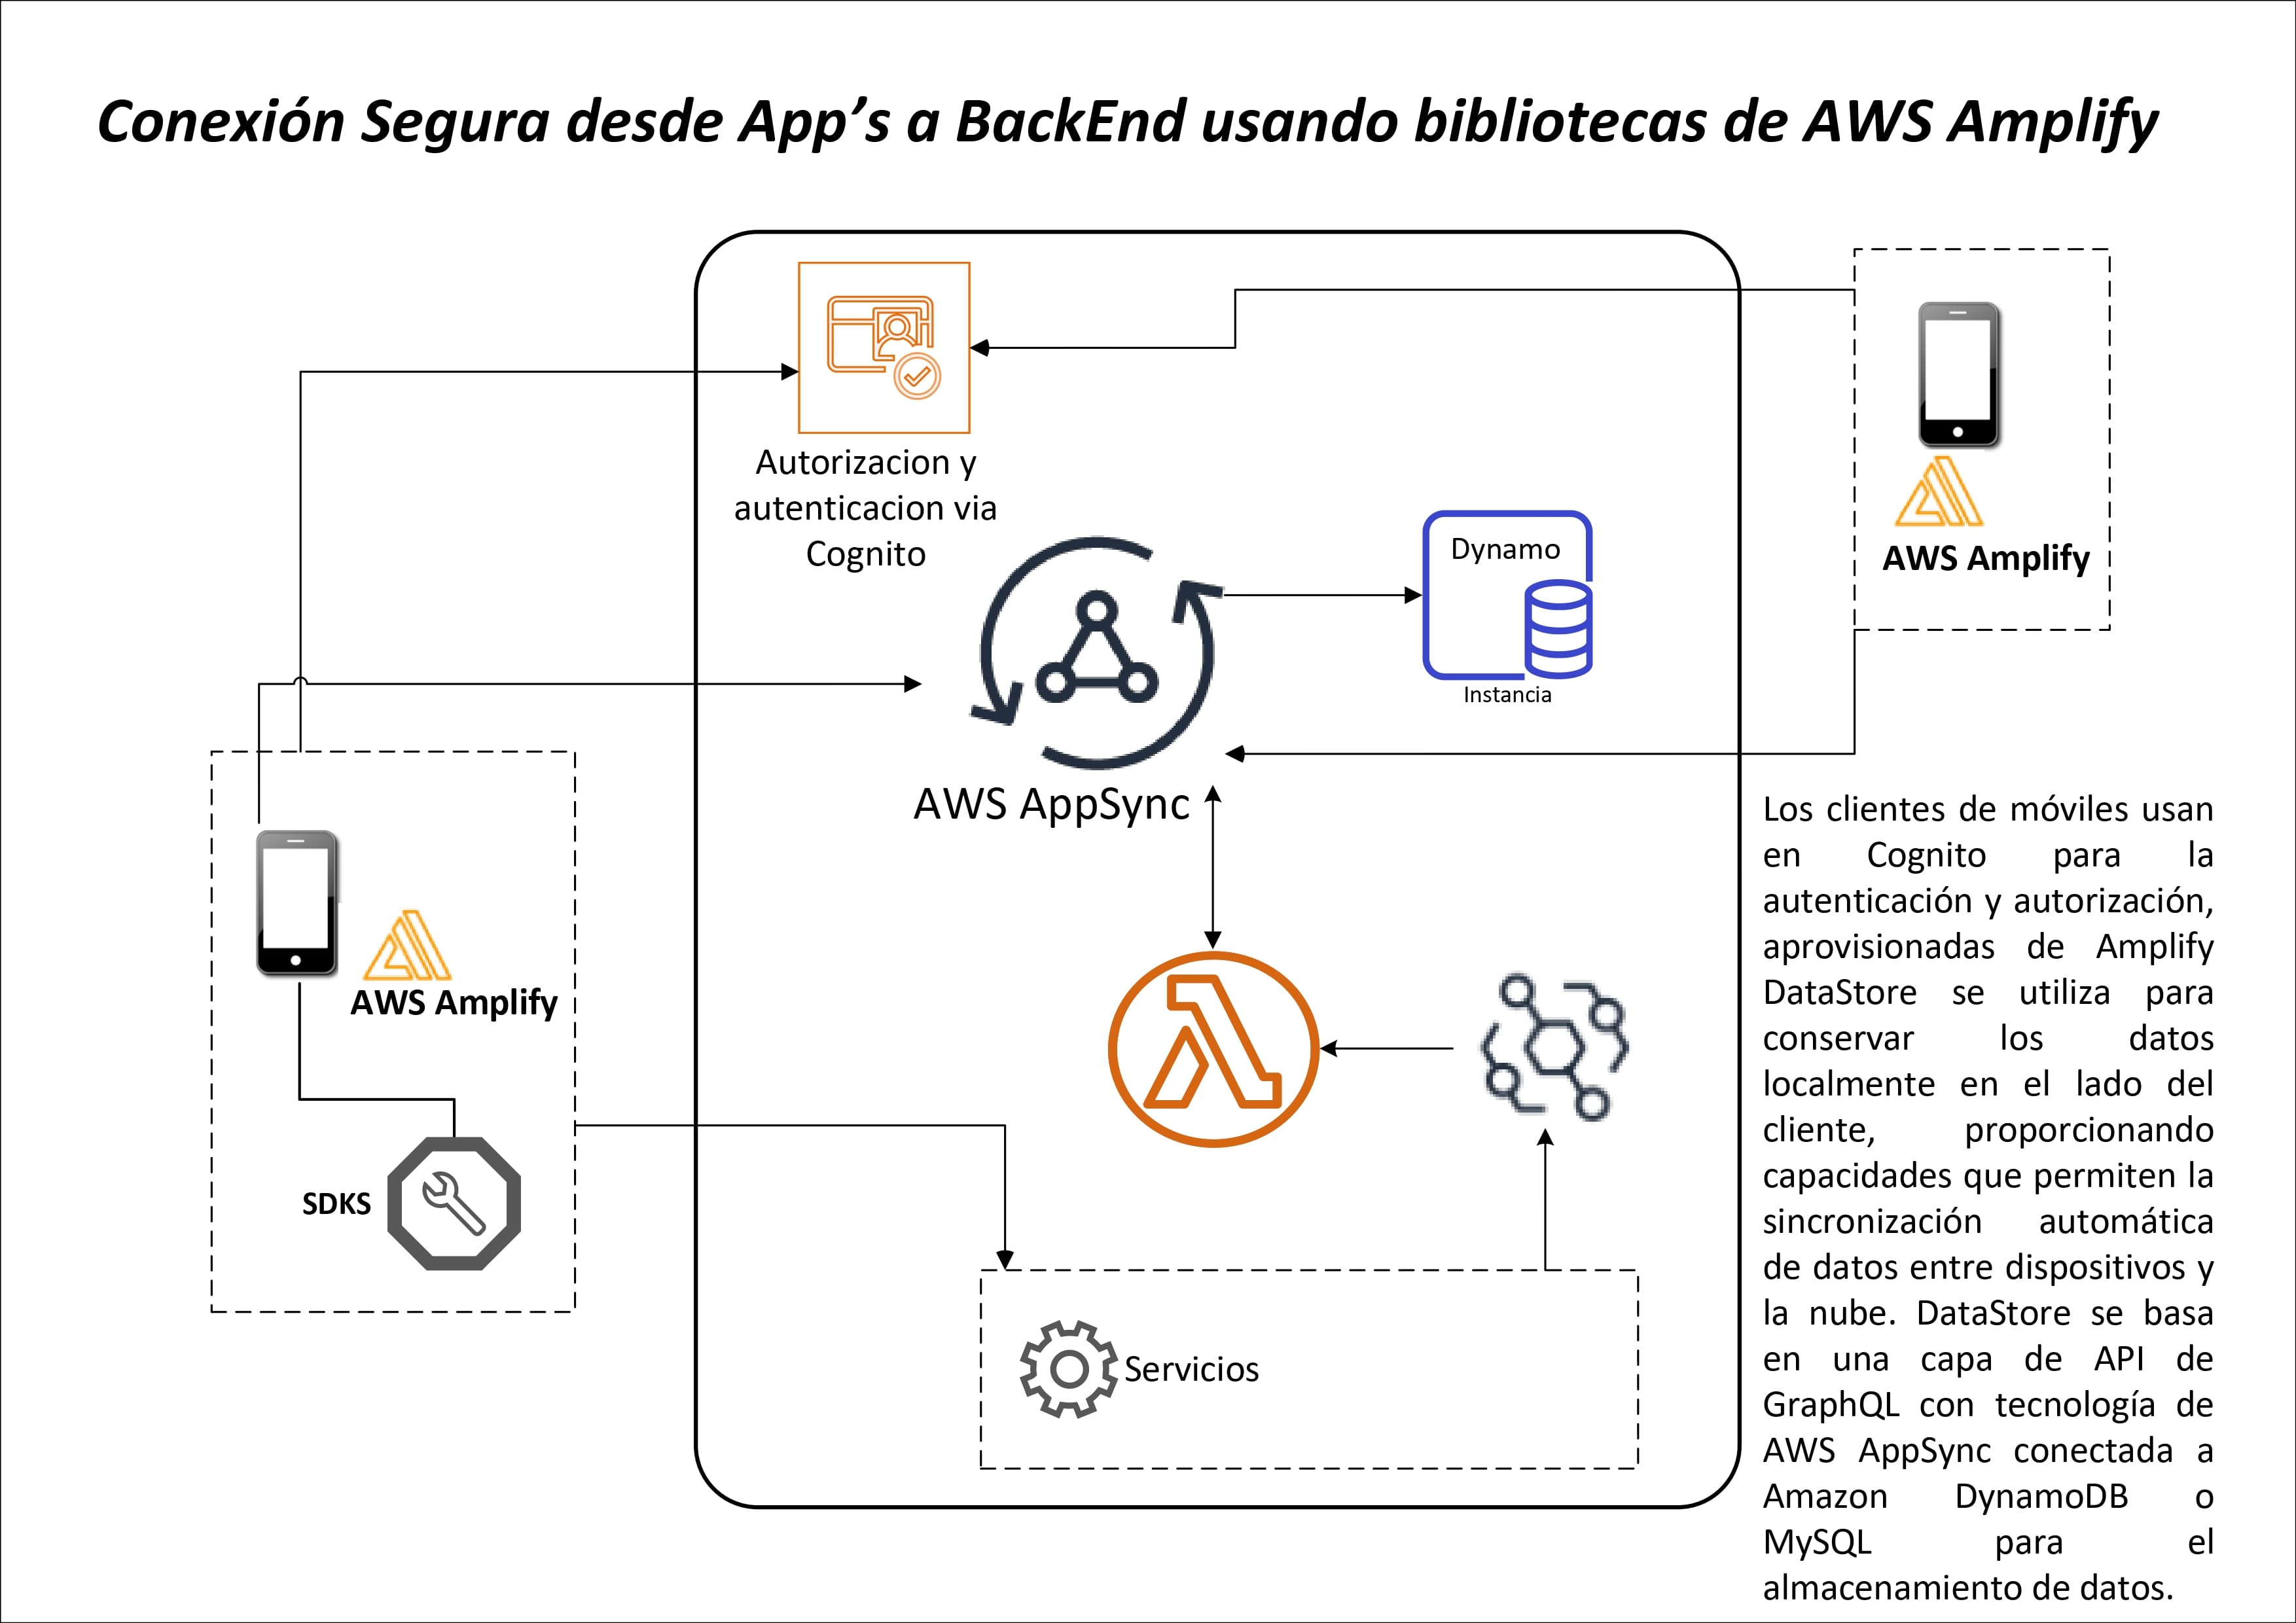 Conexión Segura desde App’s a BackEnd usando bibliotecas de AWS Amplify
Autorizacion y
autenticacion via
Cognito
Dynamo
Instancia
AWS Amplify
AWS AppSync
AWS Amplify
SDKS
Servicios
Los clientes de móviles usan
en Cognito para la
autenticación y autorización,
aprovisionadas de Amplify
DataStore se utiliza para
conservar los datos
localmente en el lado del
cliente, proporcionando
capacidades que permiten la
sincronización automática
de datos entre dispositivos y
la nube. DataStore se basa
en una capa de API de
GraphQL con tecnología de
AWS AppSync conectada a
Amazon DynamoDB o
MySQL para el
almacenamiento de datos.